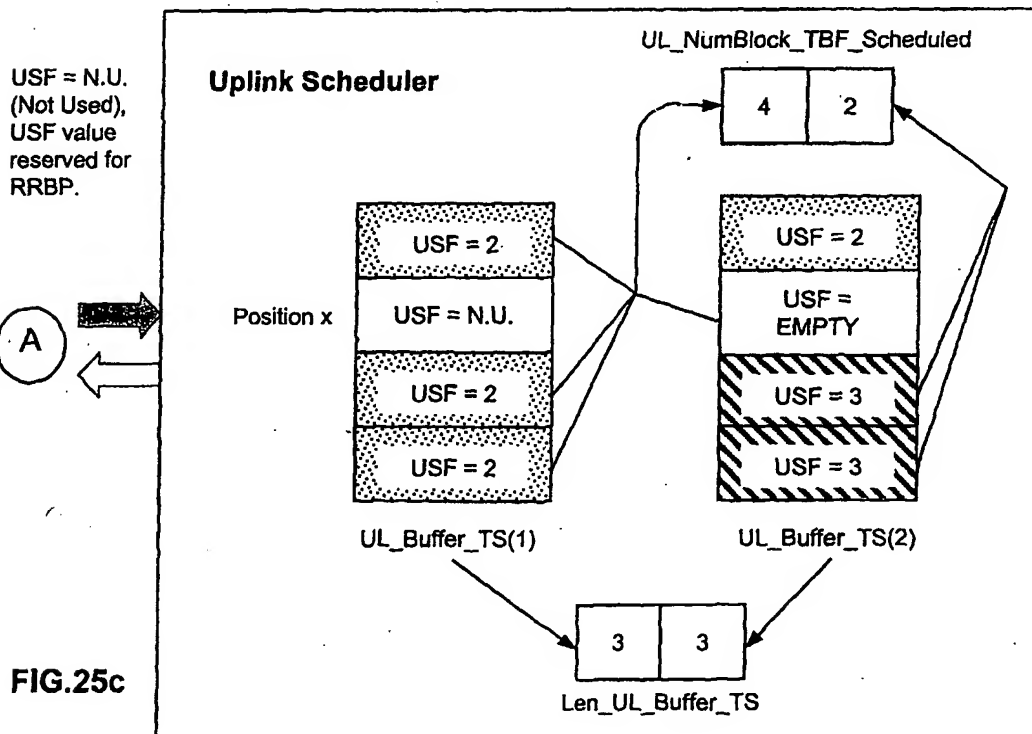 UL_NumBlock_TBF_Scheduled
USF = N.U.
(Not Used),
USF value
reserved for
RRBP.
Uplink Scheduler
4 2
USF = 2
USF = 2
Position x
USF = N.U.
USF =
EMPTY
A
USF = 2
USF = 3
USF = 2
USF = 3
UL_Buffer_TS(1)
UL_Buffer_TS(2)
3 3
FIG.25c
Len_UL_Buffer_TS